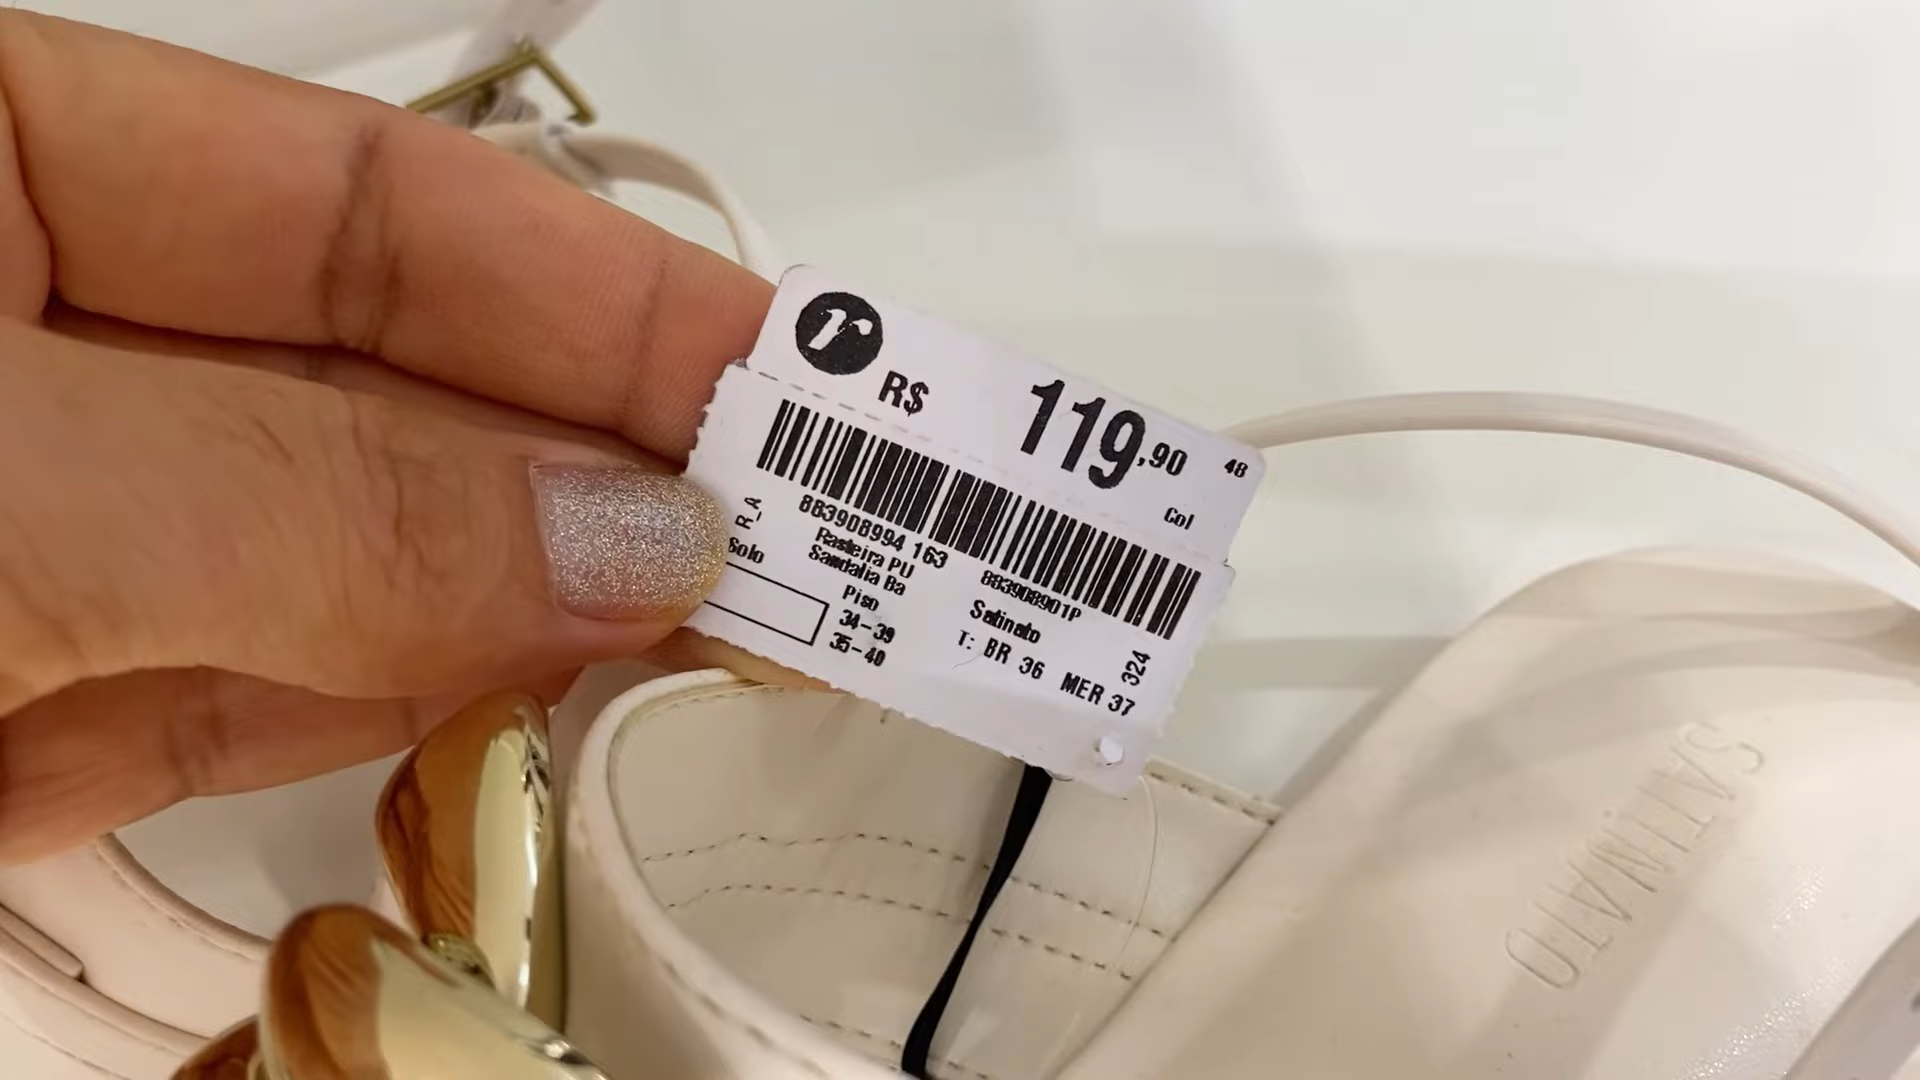 r
R$ 119,90 48
Col
R_A
883908994 163
883908901P
Solo
Rasteira PU
Sandalia Ba
Piso
34-39
35-40
Satinato
T: BR 36 MER 37
324
SATINATO